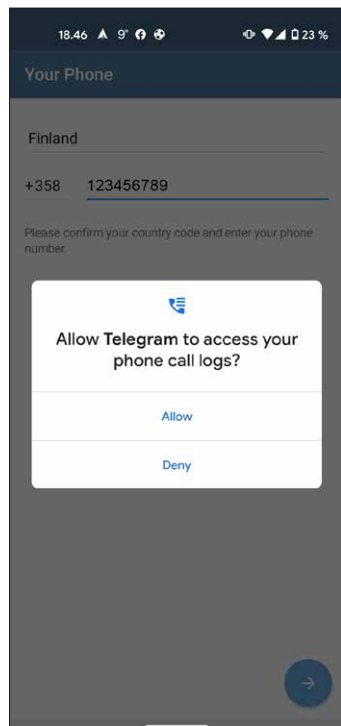 18.46 9° 23 %
Your Phone
Finland
+358 123456789
Please confirm your country code and enter your phone
number.
Allow Telegram to access your
phone call logs?
Allow
Deny